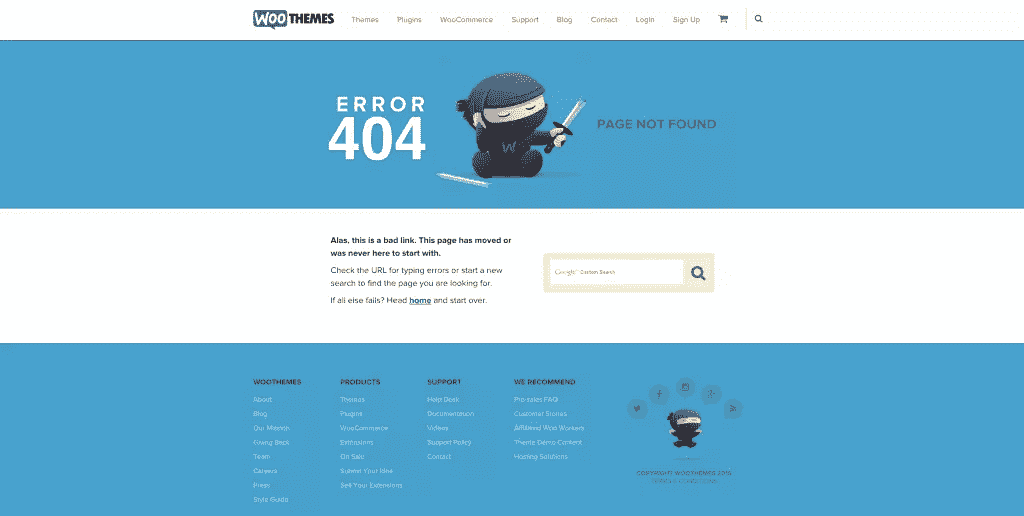 WOOTHEMES Themes Plugins WooCommerce Support Blog Contact Login Sign Up
ERROR
404
PAGE NOT FOUND
W
Alas, this is a bad link. This page has moved or
was never here to start with.
Check the URL for typing errors or start a new
search to find the page you are looking for.
If all else fails? Head home and start over.
Google Custom Search
WOOTHEMES
About
Blog
Our Mission
Giving Back
Team
Careers
Press
Style Guide
PRODUCTS
Themes
Plugins
WooCommerce
Extensions
On Sale
Submit Your Idea
Sell Your Extensions
SUPPORT
Help Desk
Documentation
Videos
Support Policy
Contact
WE RECOMMEND
Pre-sales FAQ
Customer Stories
Affiliated Woo Workers
Theme Demo Content
Hosting Solutions
COPYRIGHT WOOTHEMES